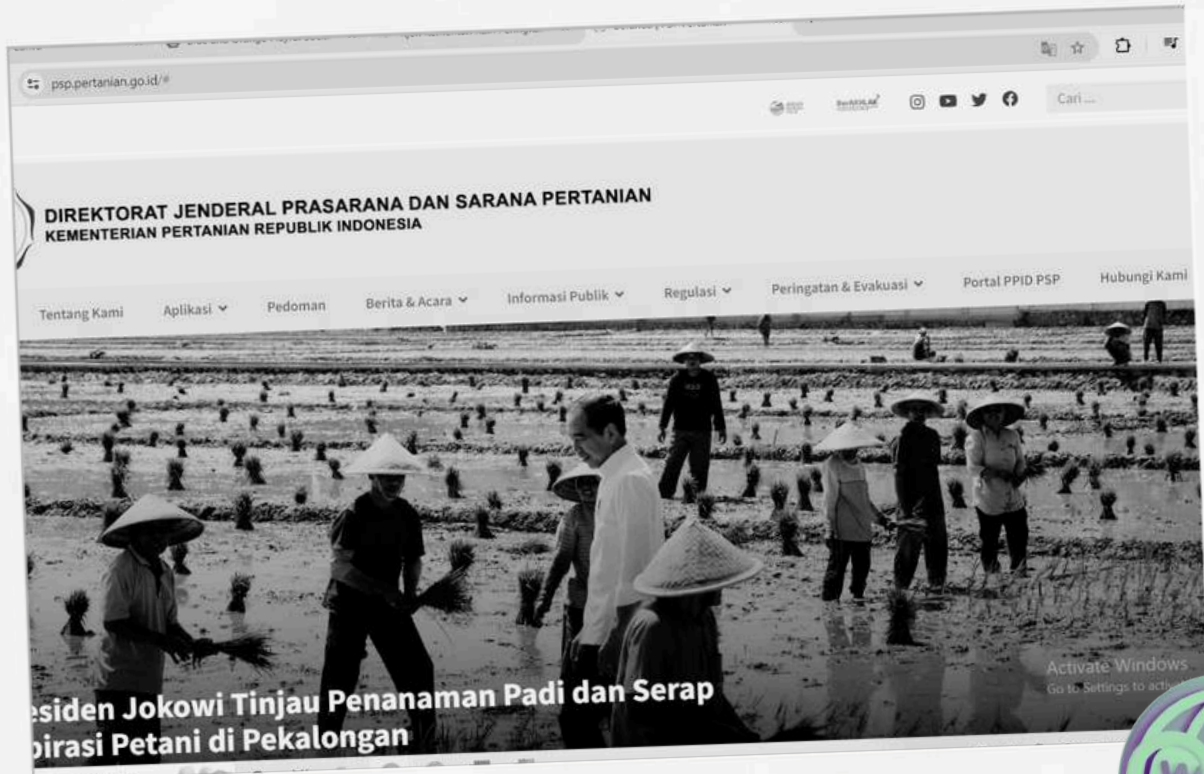 psp.pertanian.go.id/#
Cari ...
DIREKTORAT JENDERAL PRASARANA DAN SARANA PERTANIAN
KEMENTERIAN PERTANIAN REPUBLIK INDONESIA
Tentang Kami Aplikasi Pedoman Berita & Acara Informasi Publik Regulasi Peringatan & Evakuasi Portal PPID PSP Hubungi Kami
Activate Windows
Go to Settings to activ
esiden Jokowi Tinjau Penanaman Padi dan Serap
pirasi Petani di Pekalongan